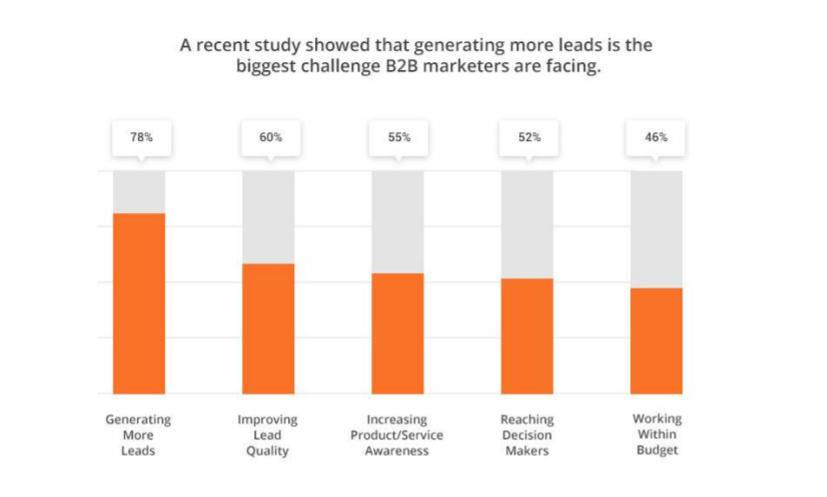 A recent study showed that generating more leads is the
biggest challenge B2B marketers are facing.
78%
60%
55%
52%
46%
Generating
More
Leads
Improving
Lead
Quality
Increasing
Product/Service
Awareness
Reaching
Decision
Makers
Working
Within
Budget